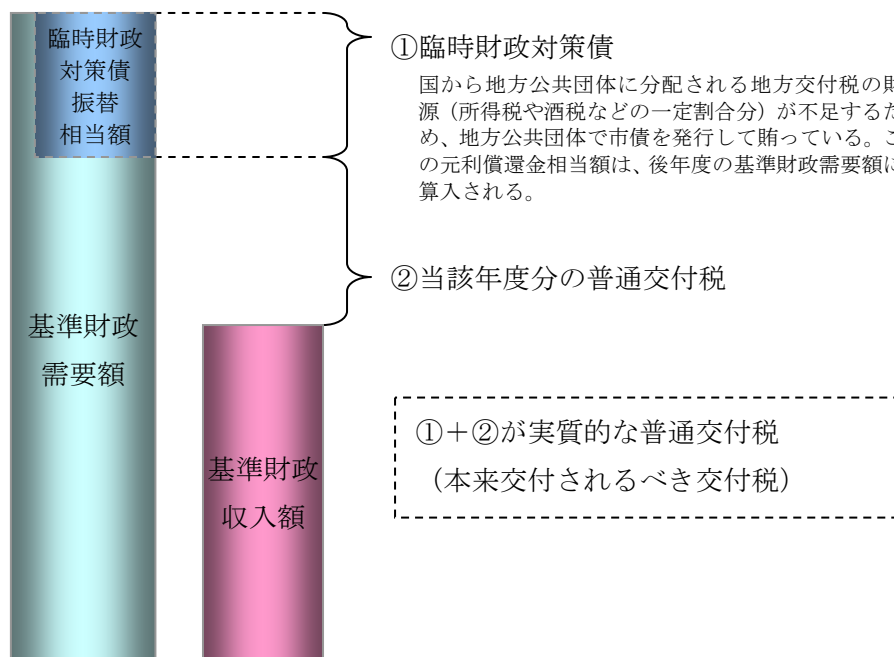 臨時財政
対策債
振替
相当額
基準財政
需要額
基準財政
収入額
①臨時財政対策債
国から地方公共団体に分配される地方交付税の財
源（所得税や酒税などの一定割合分）が不足するた
め、地方公共団体で市債を発行して賄っている。こ
の元利償還金相当額は、後年度の基準財政需要額に
算入される。
②当該年度分の普通交付税
①＋②が実質的な普通交付税
（本来交付されるべき交付税）